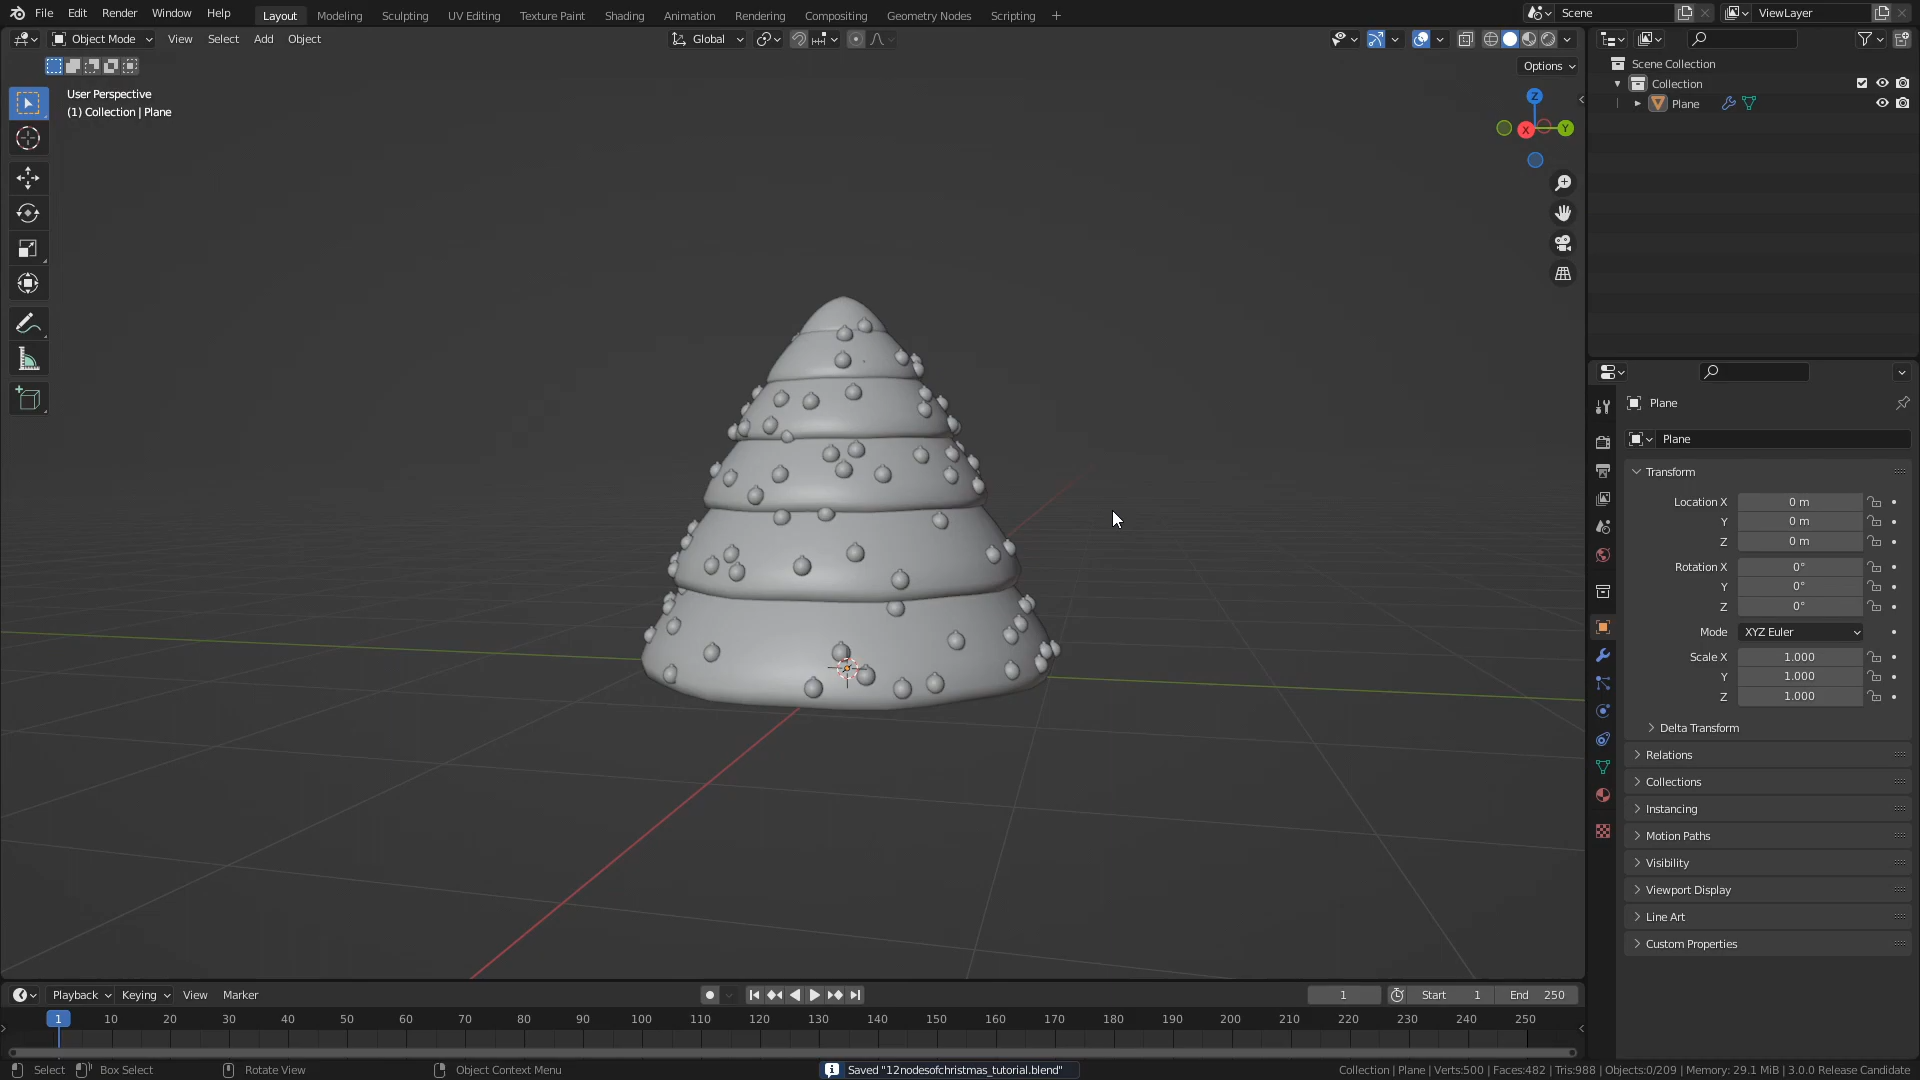 File Edit Render Window Help Layout Modeling Sculpting UV Editing Texture Paint Shading Animation Rendering Compositing Geometry Nodes Scripting + Scene ViewLayer
Object Mode View Select Add Object Global
Options
User Perspective
(1) Collection | Plane
Z
X
Y
Scene Collection
Collection
Plane
Plane
Plane
Transform
Location X 0 m
Y 0 m
Z 0 m
Rotation X 0°
Y 0°
Z 0°
Mode XYZ Euler
Scale X 1.000
Y 1.000
Z 1.000
Delta Transform
Relations
Collections
Instancing
Motion Paths
Visibility
Viewport Display
Line Art
Custom Properties
Playback Keying View Marker 1 Start 1 End 250
1 10 20 30 40 50 60 70 80 90 100 110 120 130 140 150 160 170 180 190 200 210 220 230 240 250
Select Box Select Rotate View Object Context Menu Saved "12nodesofchristmas_tutorial.blend" Collection | Plane | Verts:500 | Faces:482 | Tris:988 | Objects:0/209 | Memory: 29.1 MiB | 3.0.0 Release Candidate